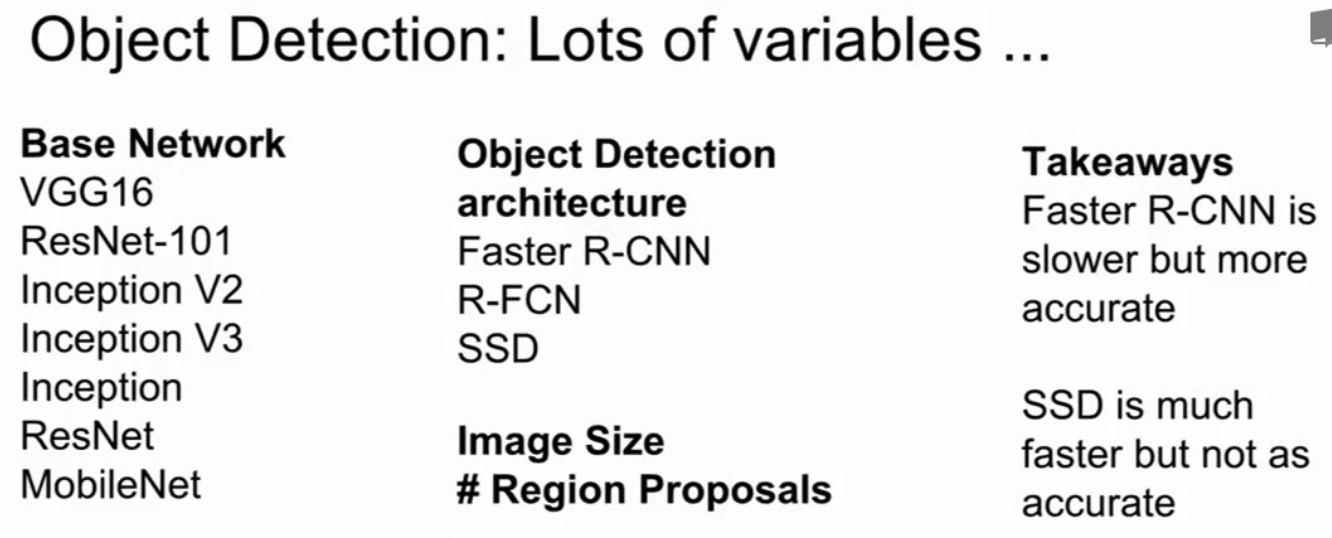 Object Detection: Lots of variables ...
Base Network
VGG16
ResNet-101
Inception V2
Inception V3
Inception
ResNet
MobileNet
Object Detection
architecture
Faster R-CNN
R-FCN
SSD
Image Size
# Region Proposals
Takeaways
Faster R-CNN is
slower but more
accurate
SSD is much
faster but not as
accurate